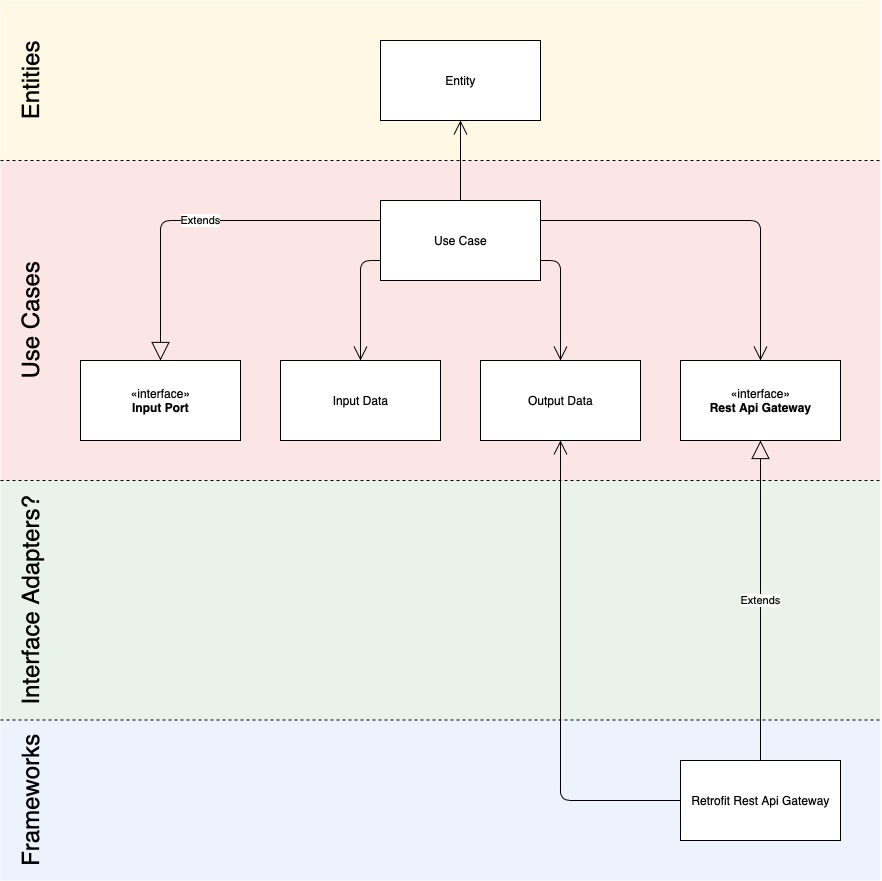 Entities
Entity
Use Cases
Extends
Use Case
«interface»
Input Port
Input Data
Output Data
«interface»
Rest Api Gateway
Interface Adapters?
Extends
Frameworks
Retrofit Rest Api Gateway